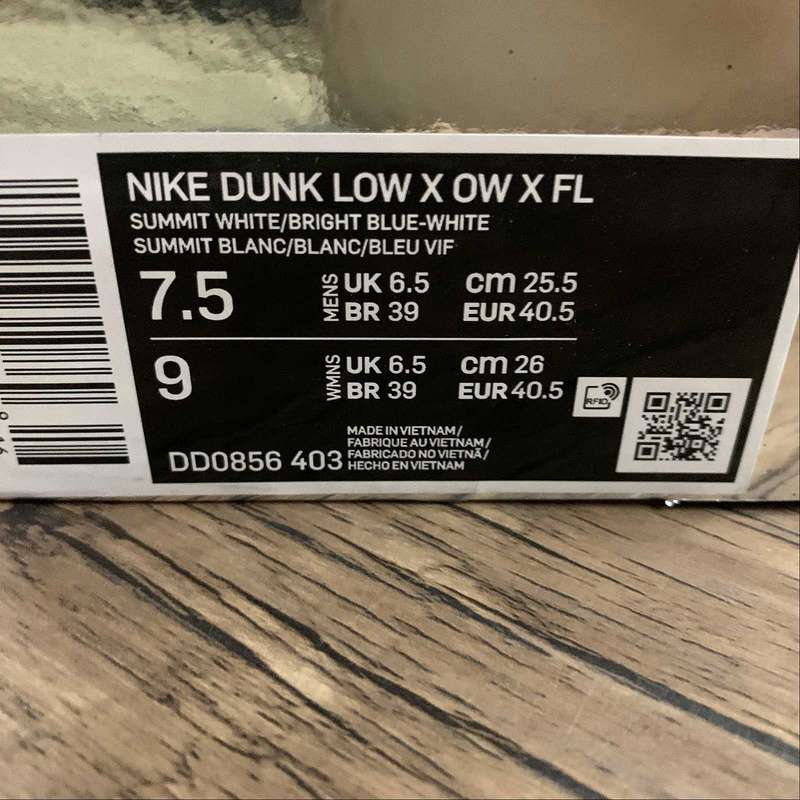 NIKE DUNK LOW X OW X FL
SUMMIT WHITE/BRIGHT BLUE-WHITE
SUMMIT BLANC/BLANC/BLEU VIF
7.5 MENS UK 6.5 cm 25.5
BR 39 EUR 40.5
9 WMNS UK 6.5 cm 26
BR 39 EUR 40.5
RFID
MADE IN VIETNAM/
FABRIQUE AU VIETNAM/
FABRICADO NO VIETNÃ/
HECHO EN VIETNAM
DD0856 403